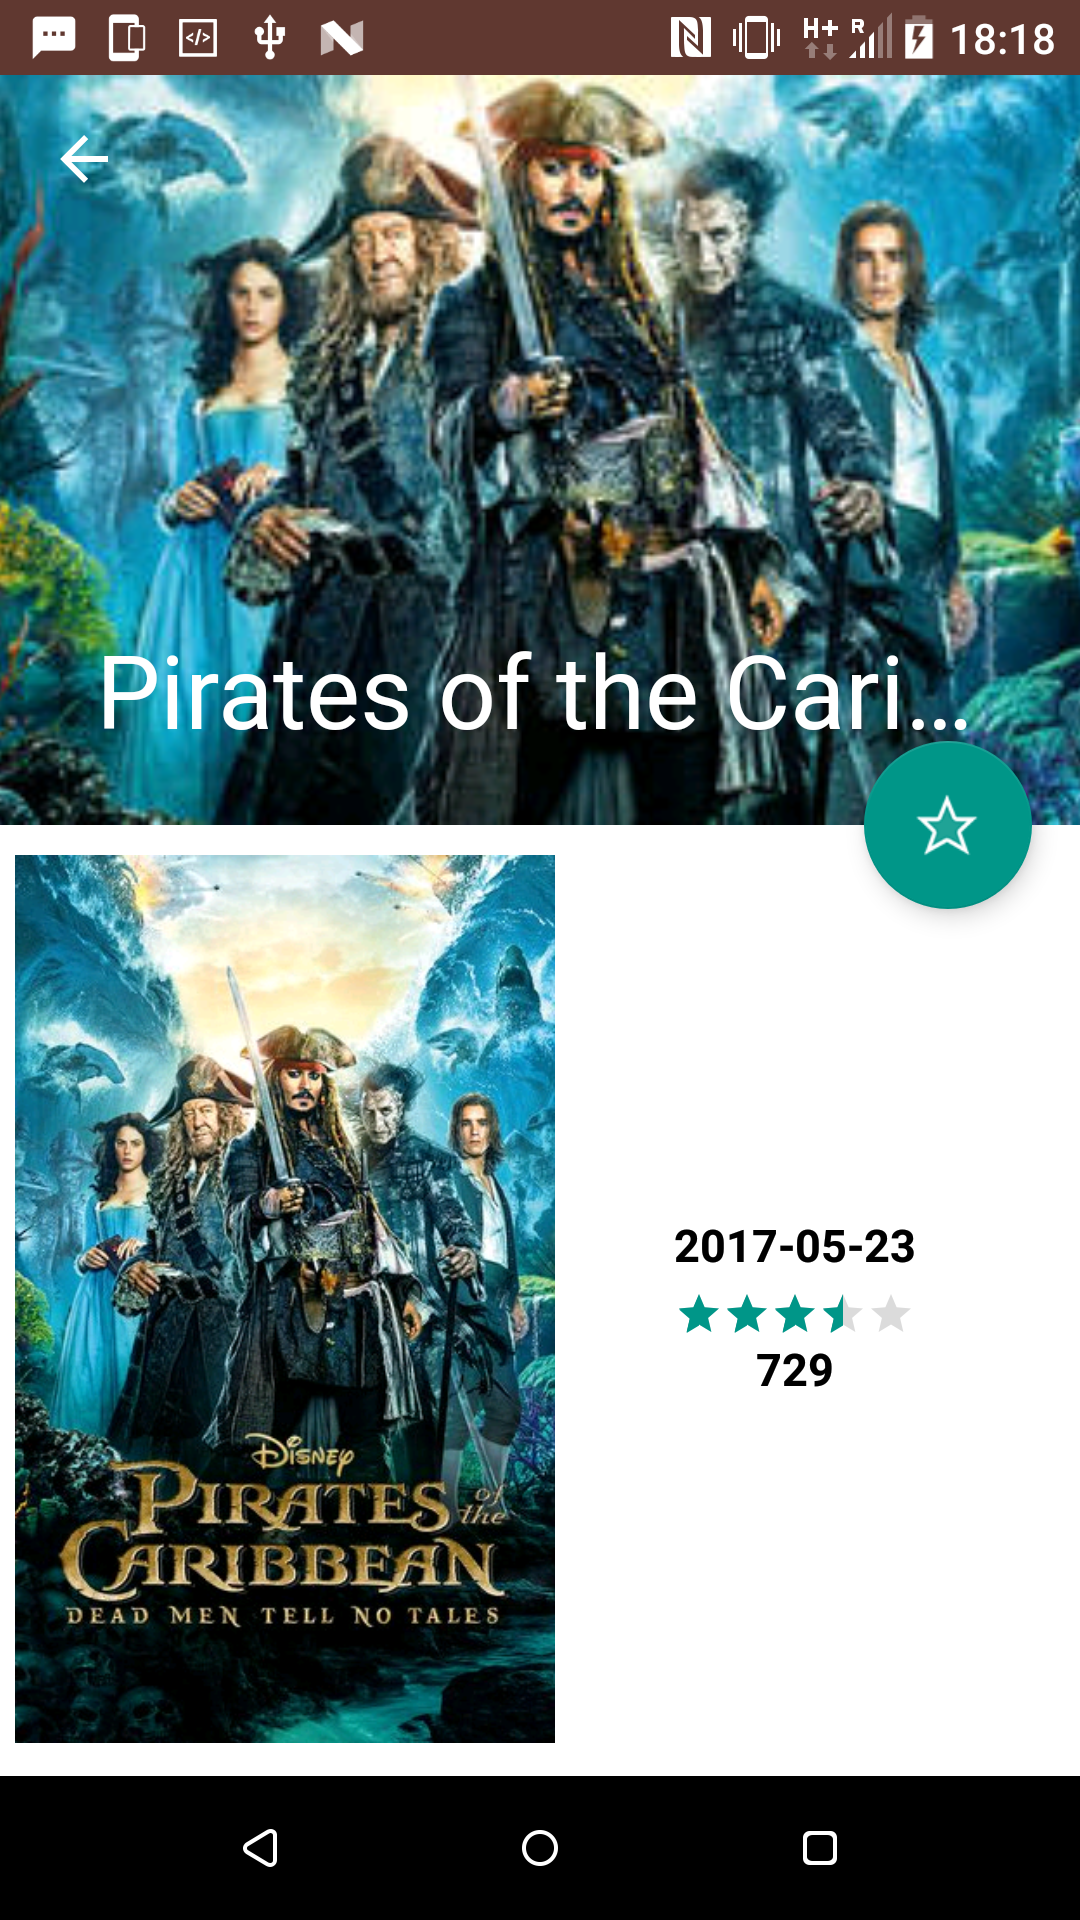 H+ R 18:18
Pirates of the Cari...
Disney
PIRATES of the
CARIBBEAN
DEAD MEN TELL NO TALES
2017-05-23
729